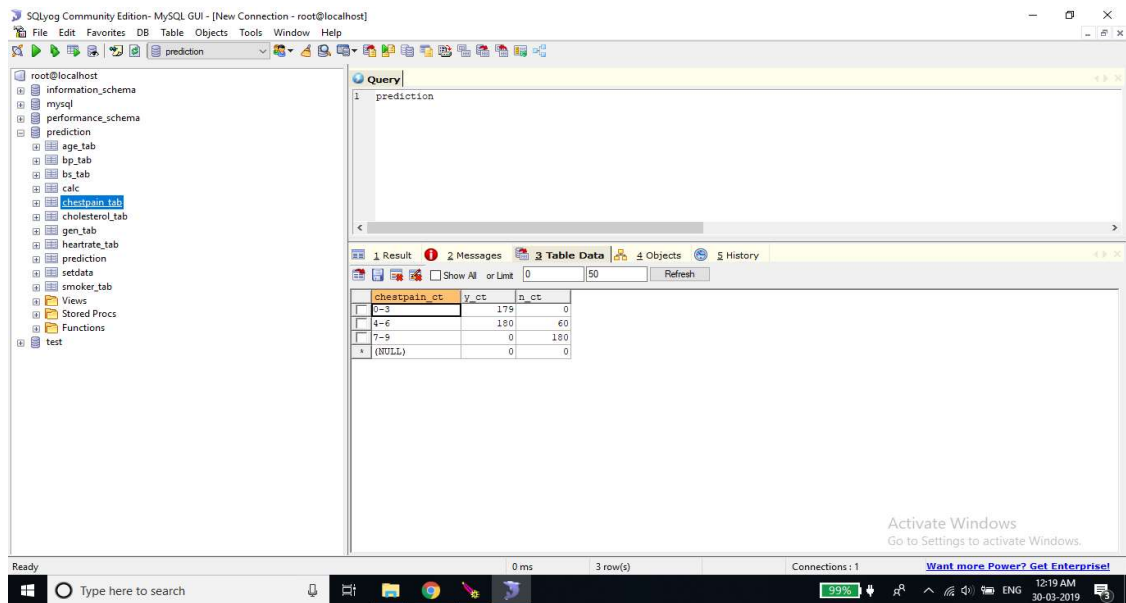 SQLyog Community Edition- MySQL GUI - [New Connection - root@localhost]
File Edit Favorites DB Table Objects Tools Window Help
prediction
root@localhost
information_schema
mysql
performance_schema
prediction
age_tab
bp_tab
bs_tab
calc
chestpain_tab
cholesterol_tab
gen_tab
heartrate_tab
prediction
setdata
smoker_tab
Views
Stored Procs
Functions
test
Query
1 prediction
1 Result 2 Messages 3 Table Data 4 Objects 5 History
Show All or Limit 0 50 Refresh
chestpain_ct y_ct n_ct
0-3 179 0
4-6 180 60
7-9 0 180
* (NULL) 0 0
Activate Windows
Go to Settings to activate Windows.
Ready 0 ms 3 row(s) Connections : 1 Want more Power? Get Enterprise!
Type here to search 99% ENG 12:19 AM
30-03-2019 3